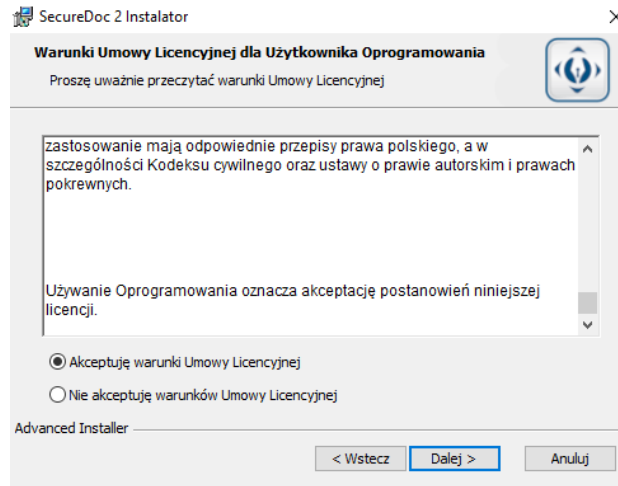 SecureDoc 2 Instalator
Warunki Umowy Licencyjnej dla Użytkownika Oprogramowania
Proszę uważnie przeczytać warunki Umowy Licencyjnej
zastosowanie mają odpowiednie przepisy prawa polskiego, a w
szczególności Kodeksu cywilnego oraz ustawy o prawie autorskim i prawach
pokrewnych.
Używanie Oprogramowania oznacza akceptację postanowień niniejszej
licencji.
Akceptuję warunki Umowy Licencyjnej
Nie akceptuję warunków Umowy Licencyjnej
Advanced Installer
< Wstecz
Dalej >
Anuluj